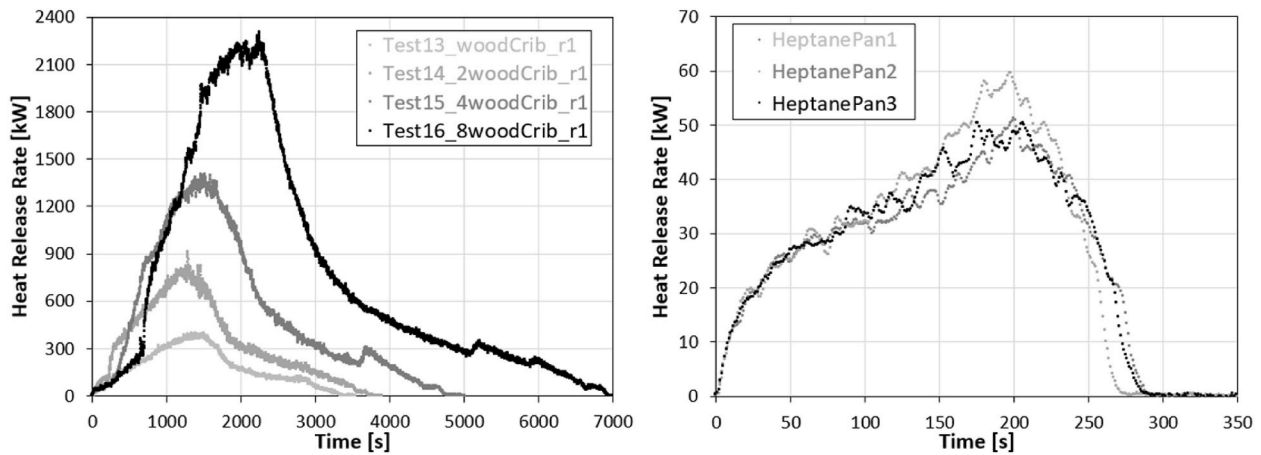 2400
2100
1800
1500
1200
900
600
300
0
Heat Release Rate [kW]
Test13_woodCrib_r1
Test14_2woodCrib_r1
Test15_4woodCrib_r1
Test16_8woodCrib_r1
0 1000 2000 3000 4000 5000 6000 7000
Time [s]
70
60
50
40
30
20
10
0
Heat Release Rate [kW]
HeptanePan1
HeptanePan2
HeptanePan3
0 50 100 150 200 250 300 350
Time [s]